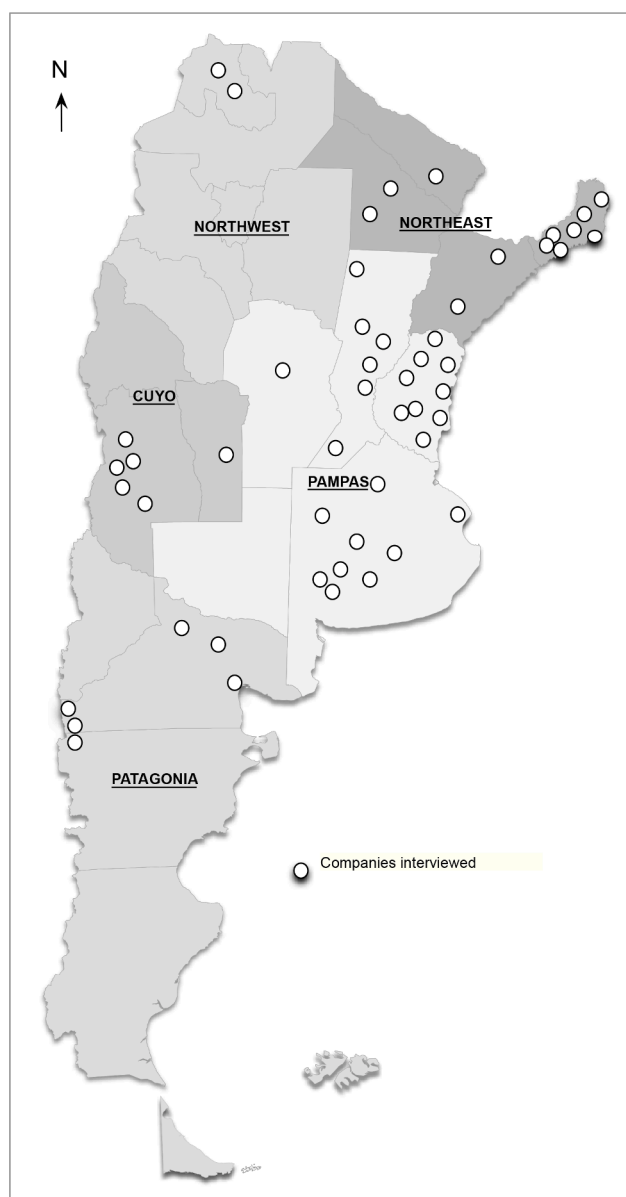 N
NORTHWEST
NORTHEAST
CUYO
PAMPAS
PATAGONIA
Companies interviewed